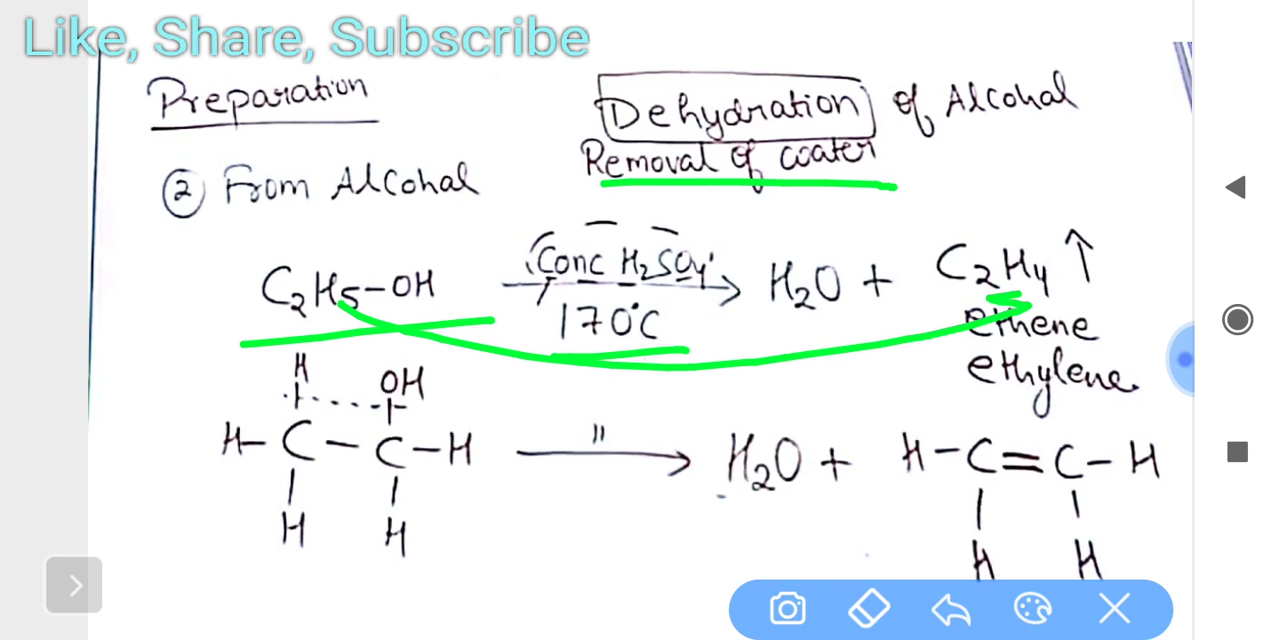 Like, Share, Subscribe
Preparation
Dehydration of Alcohal
Removal of water
② From Alcohal
C₂H₅-OH
Conc H₂SO₄
170°C
H₂O + C₂H₄ ↑
ethene
ethylene
H OH
H-C-C-H
H H
"
H₂O + H-C=C-H
H H